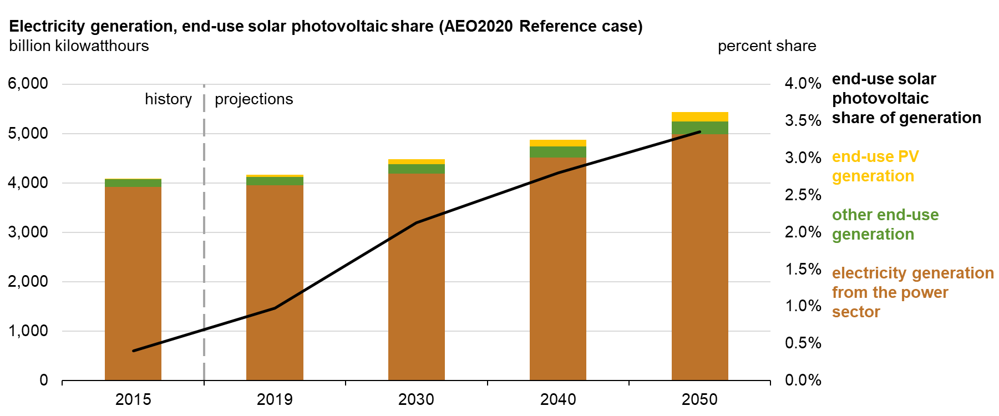 Electricity generation, end-use solar photovoltaic share (AEO2020 Reference case)
billion kilowatthours
percent share
6,000
5,000
4,000
3,000
2,000
1,000
0
history
projections
4.0%
3.5%
3.0%
2.5%
2.0%
1.5%
1.0%
0.5%
0.0%
end-use solar
photovoltaic
share of generation
end-use PV
generation
other end-use
generation
electricity generation
from the power
sector
2015
2019
2030
2040
2050